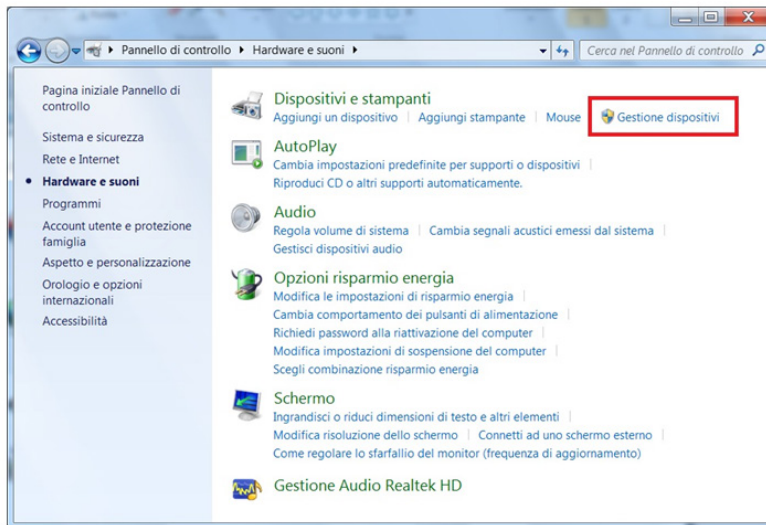 Pannello di controllo Hardware e suoni
Cerca nel Pannello di controllo
Pagina iniziale Pannello di
controllo
Sistema e sicurezza
Rete e Internet
Hardware e suoni
Programmi
Account utente e protezione
famiglia
Aspetto e personalizzazione
Orologio e opzioni
internazionali
Accessibilità
Dispositivi e stampanti
Aggiungi un dispositivo Aggiungi stampante Mouse Gestione dispositivi
AutoPlay
Cambia impostazioni predefinite per supporti o dispositivi
Riproduci CD o altri supporti automaticamente.
Audio
Regola volume di sistema Cambia segnali acustici emessi dal sistema
Gestisci dispositivi audio
Opzioni risparmio energia
Modifica le impostazioni di risparmio energia
Cambia comportamento dei pulsanti di alimentazione
Richiedi password alla riattivazione del computer
Modifica impostazioni di sospensione del computer
Scegli combinazione risparmio energia
Schermo
Ingrandisci o riduci dimensioni di testo e altri elementi
Modifica risoluzione dello schermo Connetti ad uno schermo esterno
Come regolare lo sfarfallio del monitor (frequenza di aggiornamento)
Gestione Audio Realtek HD